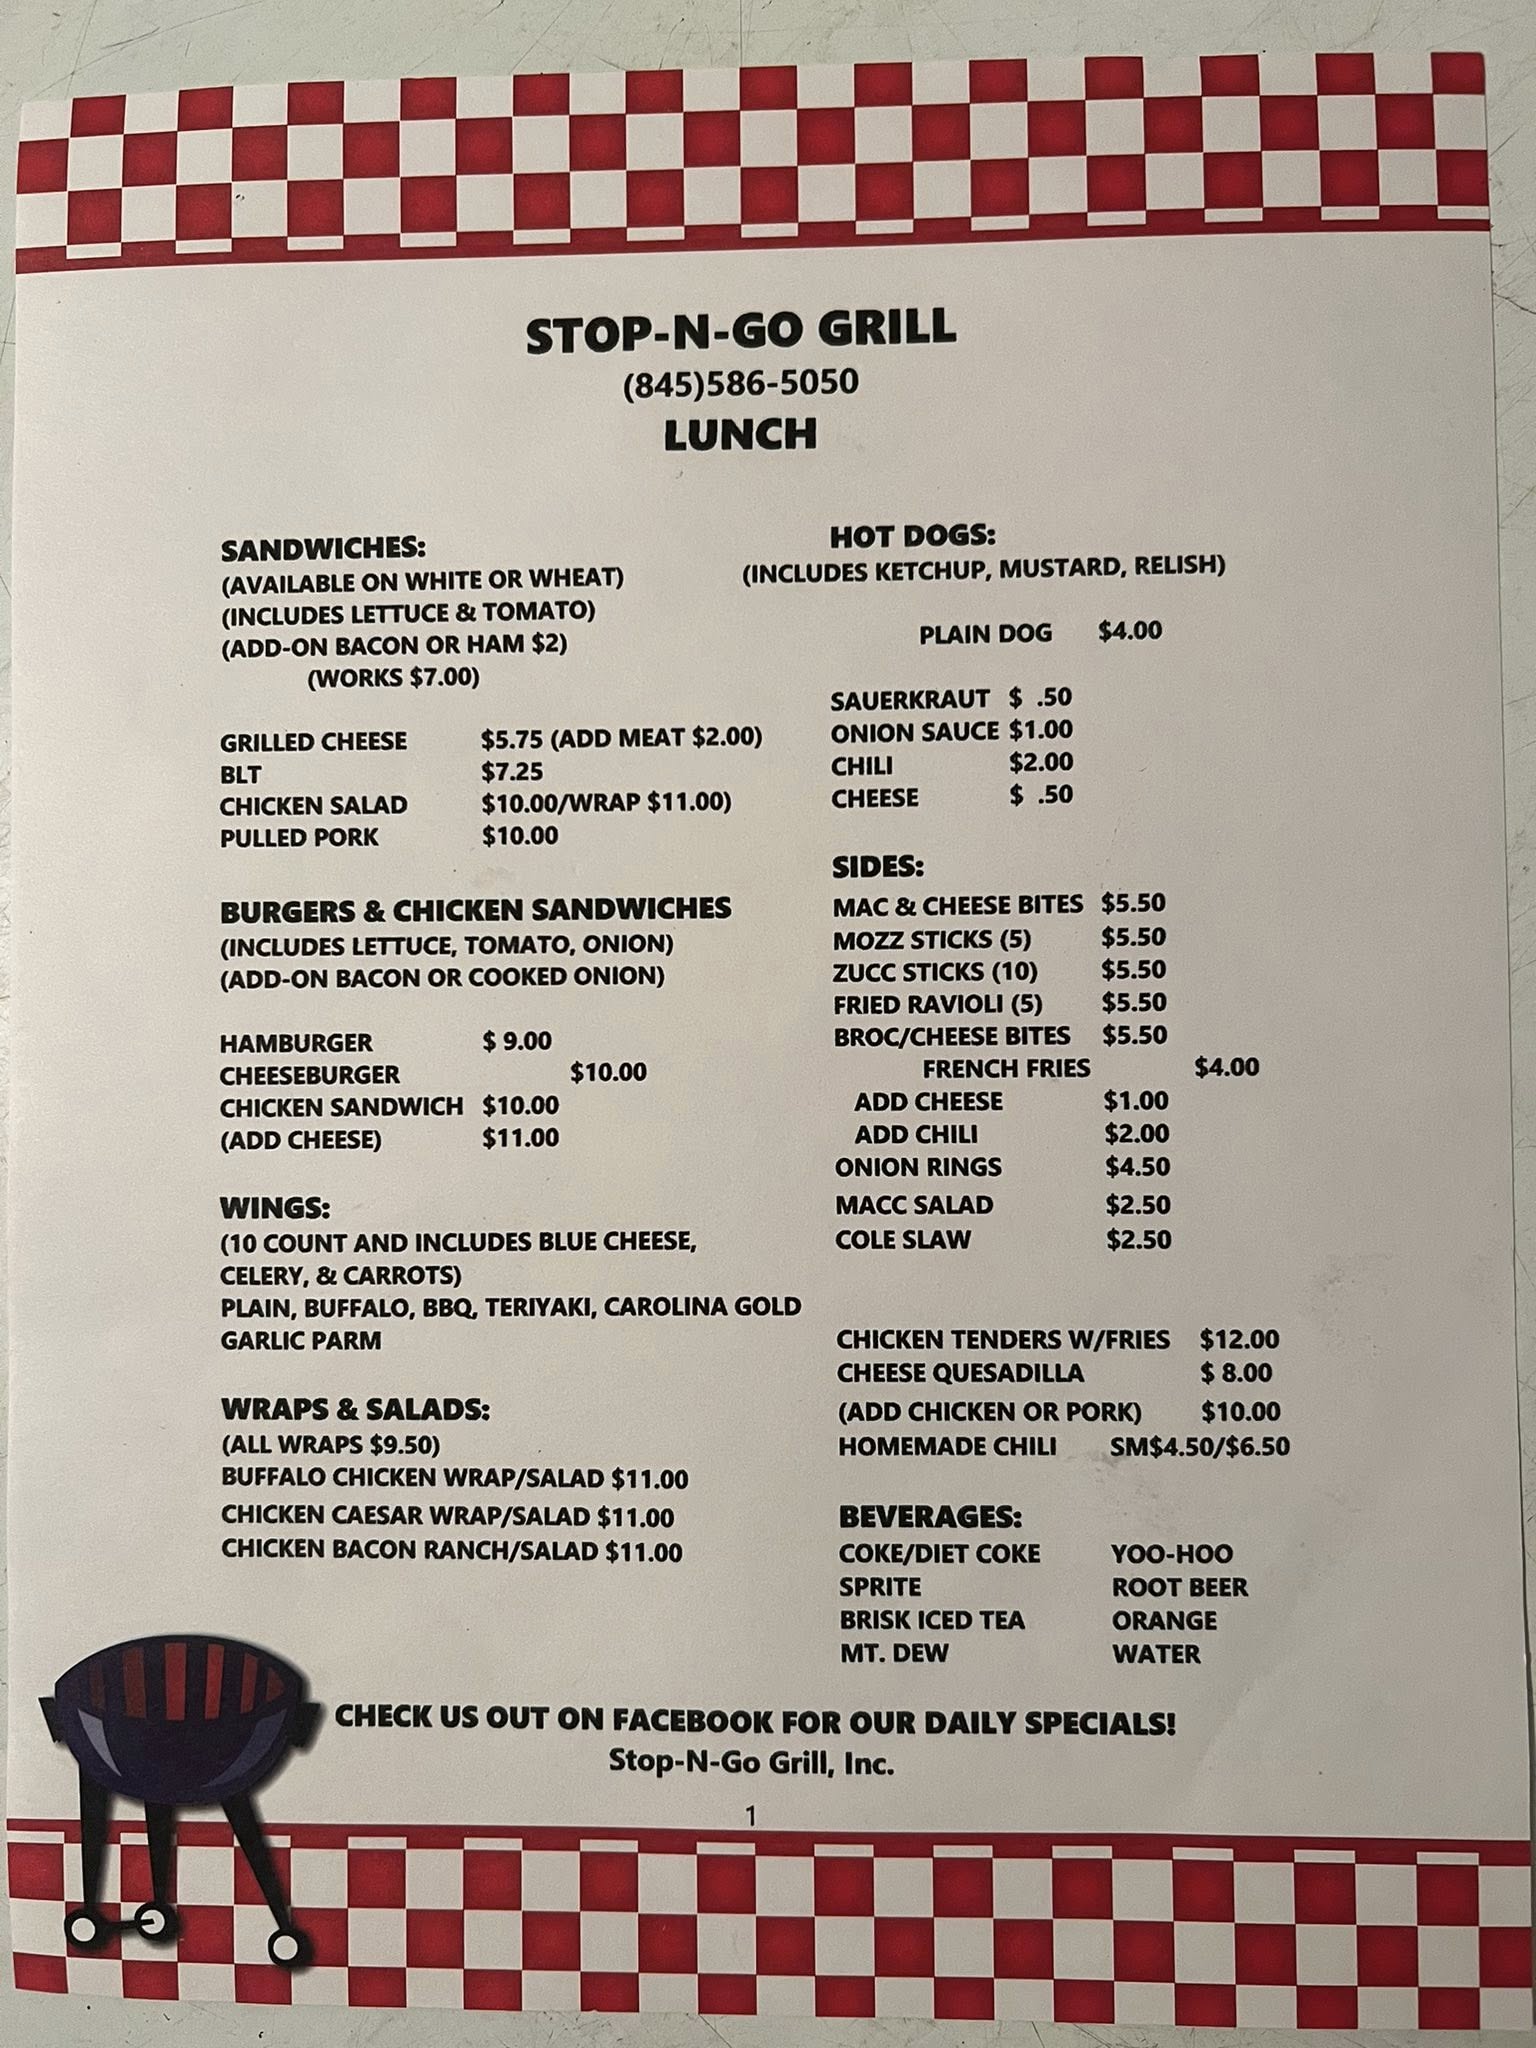 STOP-N-GO GRILL
(845)586-5050
LUNCH
SANDWICHES:
(AVAILABLE ON WHITE OR WHEAT)
(INCLUDES LETTUCE & TOMATO)
(ADD-ON BACON OR HAM $2)
(WORKS $7.00)
GRILLED CHEESE $5.75 (ADD MEAT $2.00)
BLT $7.25
CHICKEN SALAD $10.00/WRAP $11.00)
PULLED PORK $10.00
BURGERS & CHICKEN SANDWICHES
(INCLUDES LETTUCE, TOMATO, ONION)
(ADD-ON BACON OR COOKED ONION)
HAMBURGER $ 9.00
CHEESEBURGER $10.00
CHICKEN SANDWICH $10.00
(ADD CHEESE) $11.00
WINGS:
(10 COUNT AND INCLUDES BLUE CHEESE,
CELERY, & CARROTS)
PLAIN, BUFFALO, BBQ, TERIYAKI, CAROLINA GOLD
GARLIC PARM
WRAPS & SALADS:
(ALL WRAPS $9.50)
BUFFALO CHICKEN WRAP/SALAD $11.00
CHICKEN CAESAR WRAP/SALAD $11.00
CHICKEN BACON RANCH/SALAD $11.00
HOT DOGS:
(INCLUDES KETCHUP, MUSTARD, RELISH)
PLAIN DOG $4.00
SAUERKRAUT $ .50
ONION SAUCE $1.00
CHILI $2.00
CHEESE $ .50
SIDES:
MAC & CHEESE BITES $5.50
MOZZ STICKS (5) $5.50
ZUCC STICKS (10) $5.50
FRIED RAVIOLI (5) $5.50
BROC/CHEESE BITES $5.50
FRENCH FRIES $4.00
ADD CHEESE $1.00
ADD CHILI $2.00
ONION RINGS $4.50
MACC SALAD $2.50
COLE SLAW $2.50
CHICKEN TENDERS W/FRIES $12.00
CHEESE QUESADILLA $ 8.00
(ADD CHICKEN OR PORK) $10.00
HOMEMADE CHILI SM$4.50/$6.50
BEVERAGES:
COKE/DIET COKE YOO-HOO
SPRITE ROOT BEER
BRISK ICED TEA ORANGE
MT. DEW WATER
CHECK US OUT ON FACEBOOK FOR OUR DAILY SPECIALS!
Stop-N-Go Grill, Inc.
1